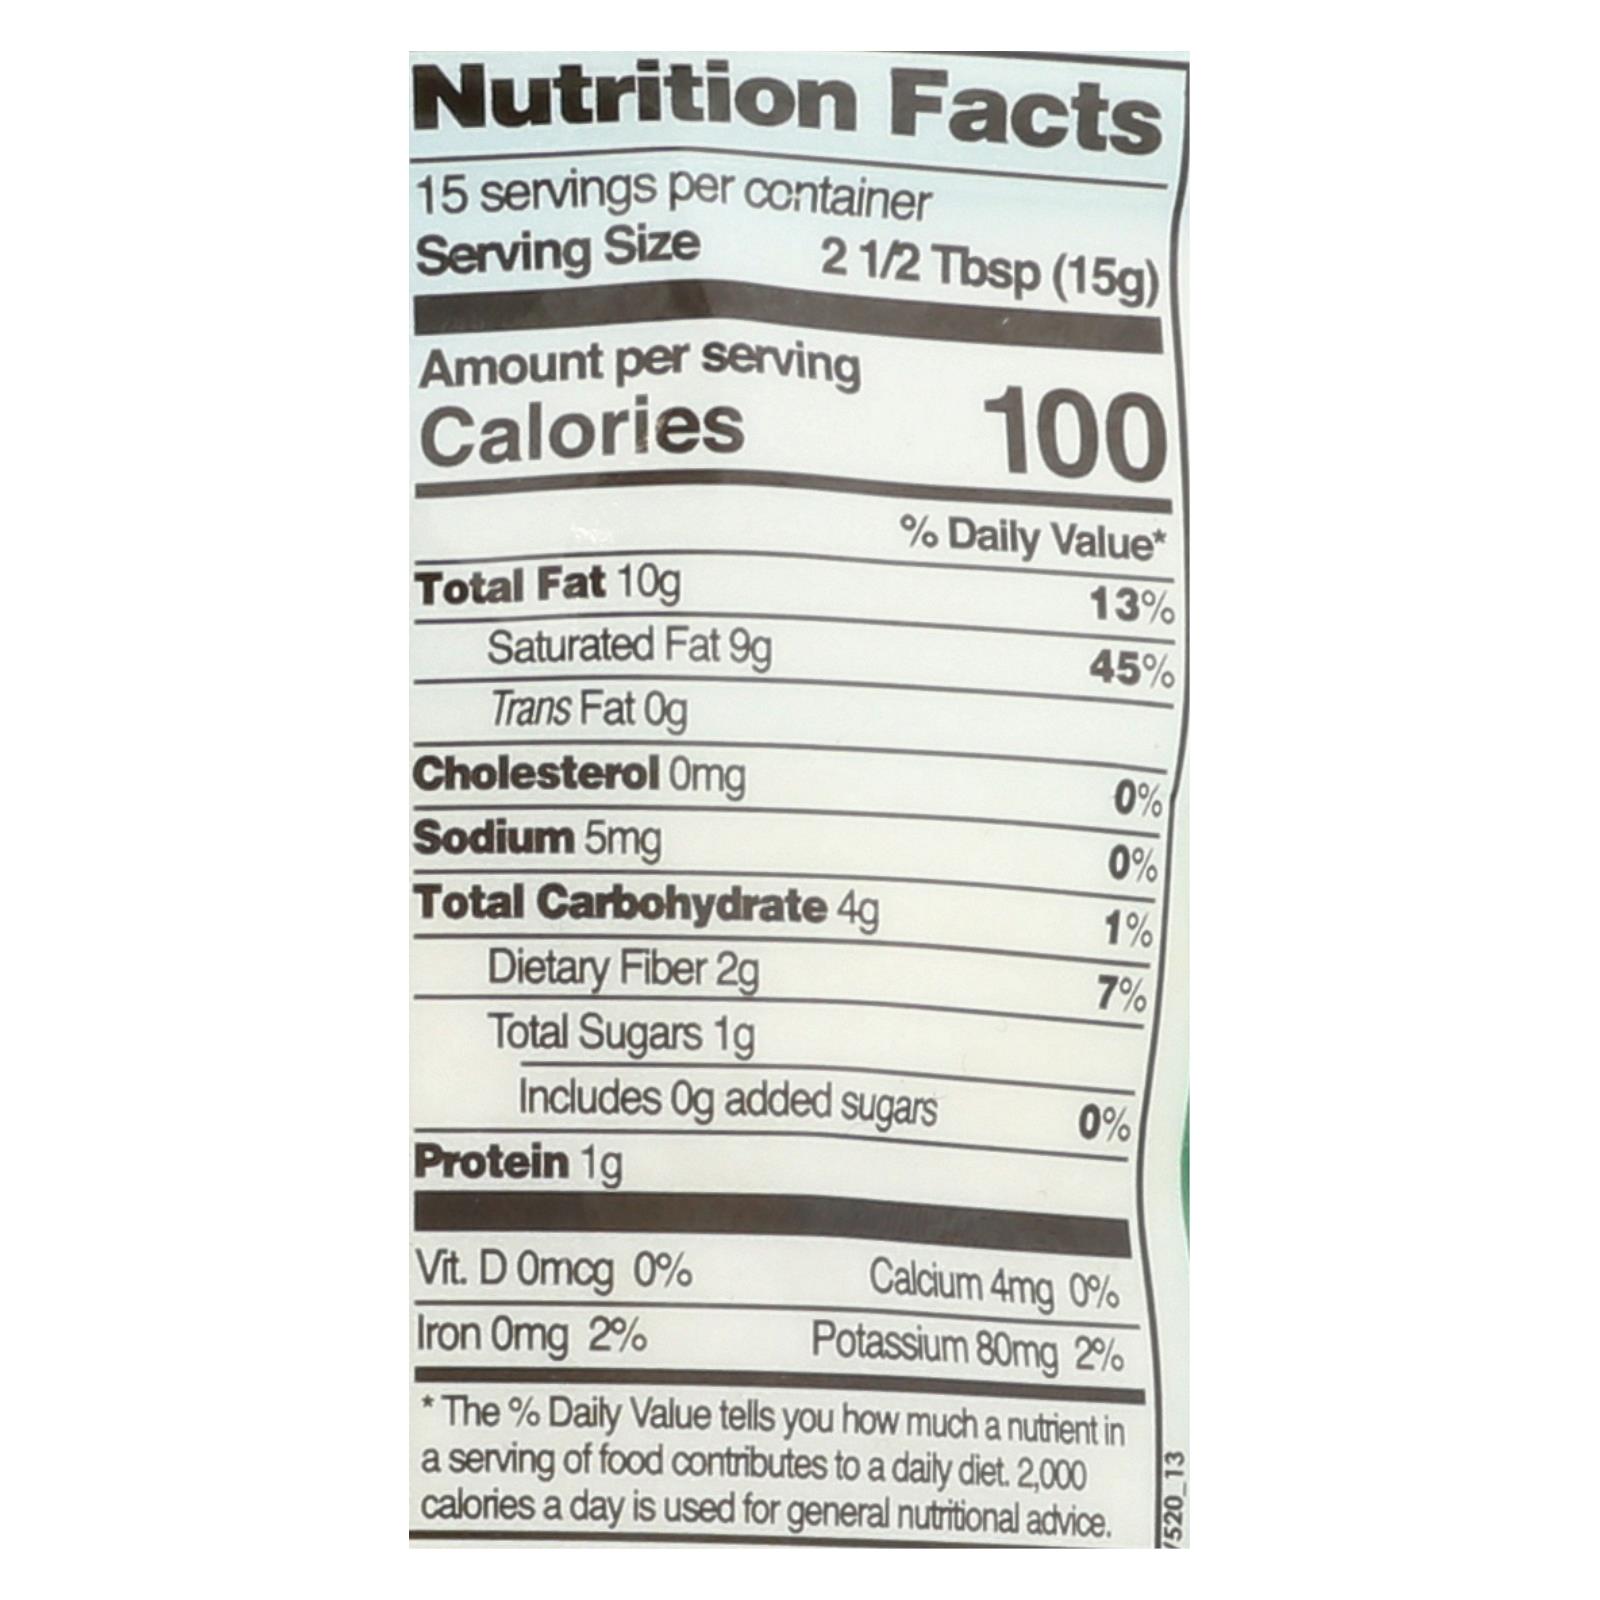 Nutrition Facts
15 servings per container
Serving Size 2 1/2 Tbsp (15g)
Amount per serving
Calories 100
% Daily Value*
Total Fat 10g 13%
Saturated Fat 9g 45%
Trans Fat 0g
Cholesterol 0mg 0%
Sodium 5mg 0%
Total Carbohydrate 4g 1%
Dietary Fiber 2g 7%
Total Sugars 1g
Includes 0g added sugars 0%
Protein 1g
Vit. D 0mcg 0% Calcium 4mg 0%
Iron 0mg 2% Potassium 80mg 2%
* The % Daily Value tells you how much a nutrient in
a serving of food contributes to a daily diet. 2,000
calories a day is used for general nutritional advice.